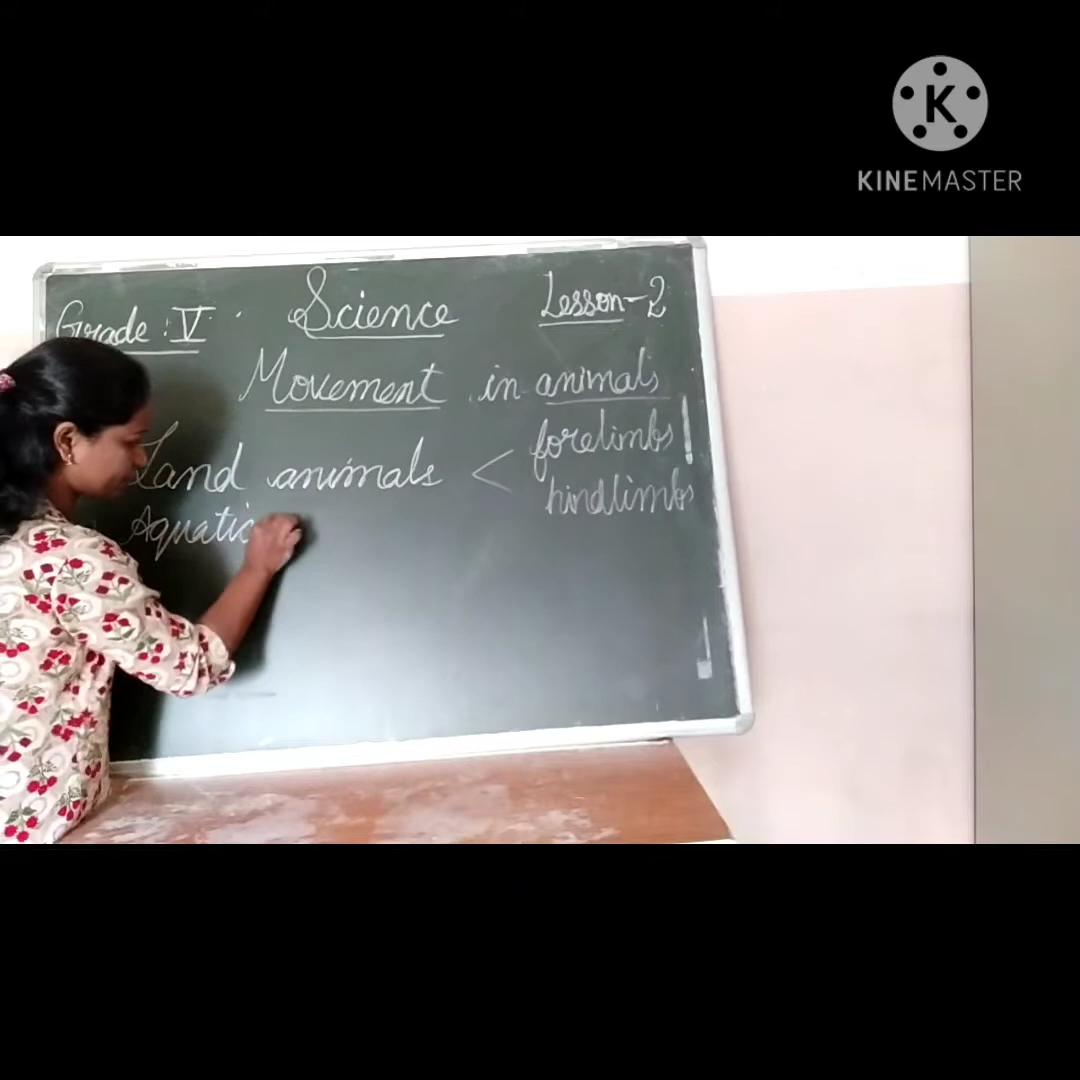 K
KINEMASTER
Grade : V Science Lesson-2
Movement in animals
Land animals < forelimbs
hindlimbs
Aquatic